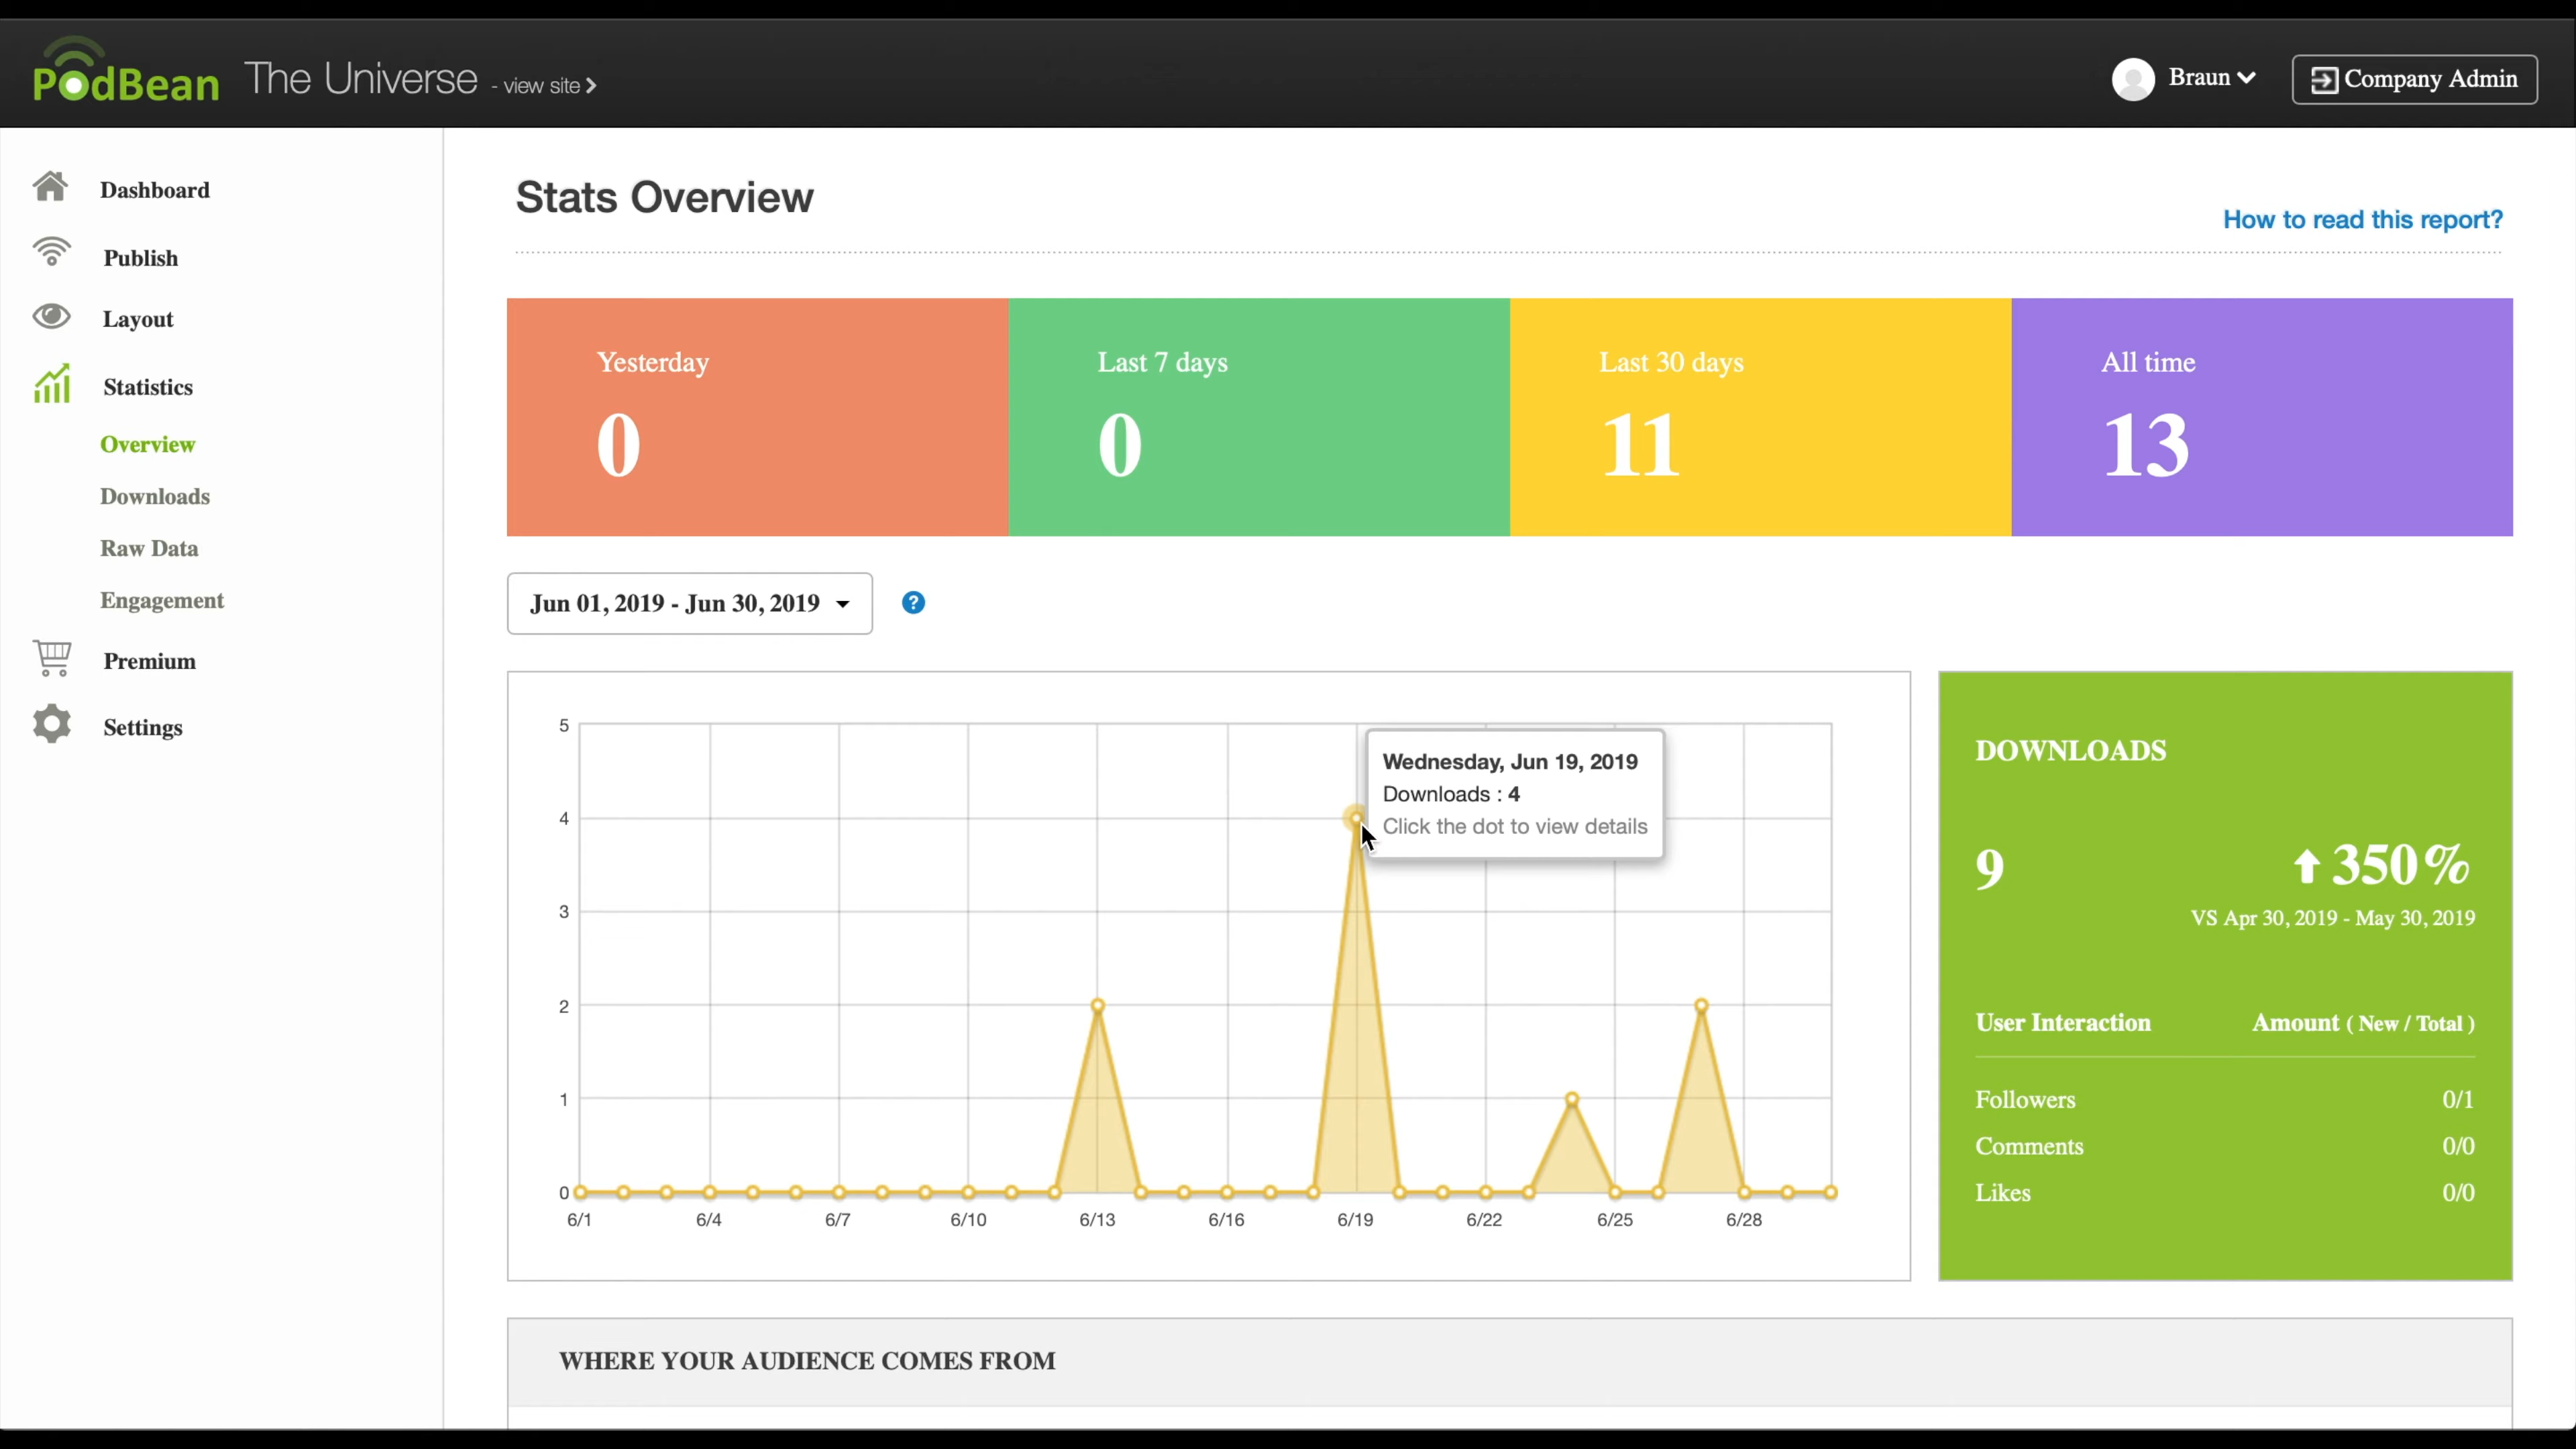 PodBean The Universe - view site
Braun
Company Admin
Dashboard
Publish
Layout
Statistics
Overview
Downloads
Raw Data
Engagement
Premium
Settings
Stats Overview
How to read this report?
Yesterday
0
Last 7 days
0
Last 30 days
11
All time
13
Jun 01, 2019 - Jun 30, 2019
?
5
4
3
2
1
0
6/1 6/4 6/7 6/10 6/13 6/16 6/19 6/22 6/25 6/28
Wednesday, Jun 19, 2019
Downloads : 4
Click the dot to view details
DOWNLOADS
9 350%
VS Apr 30, 2019 - May 30, 2019
User Interaction Amount ( New / Total )
Followers 0/1
Comments 0/0
Likes 0/0
WHERE YOUR AUDIENCE COMES FROM